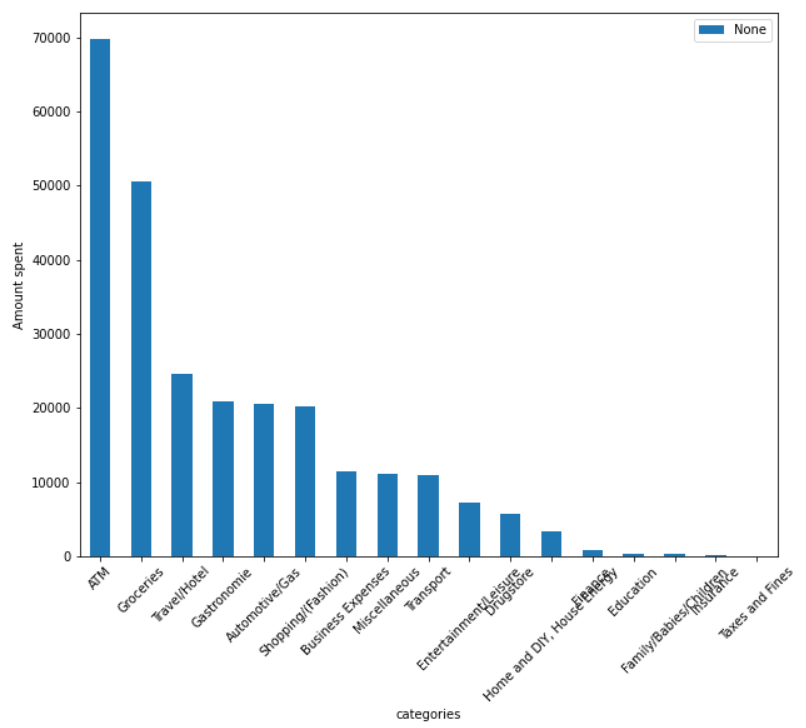 None
70000
60000
50000
40000
30000
20000
10000
0
Amount spent
ATM
Groceries
Travel/Hotel
Gastronomie
Automotive/Gas
Shopping/(Fashion)
Business Expenses
Miscellaneous
Transport
Entertainment/Leisure
Drugstore
Home and DIY, House Energy
Finance
Education
Family/Babies/Children
Insurance
Taxes and Fines
categories